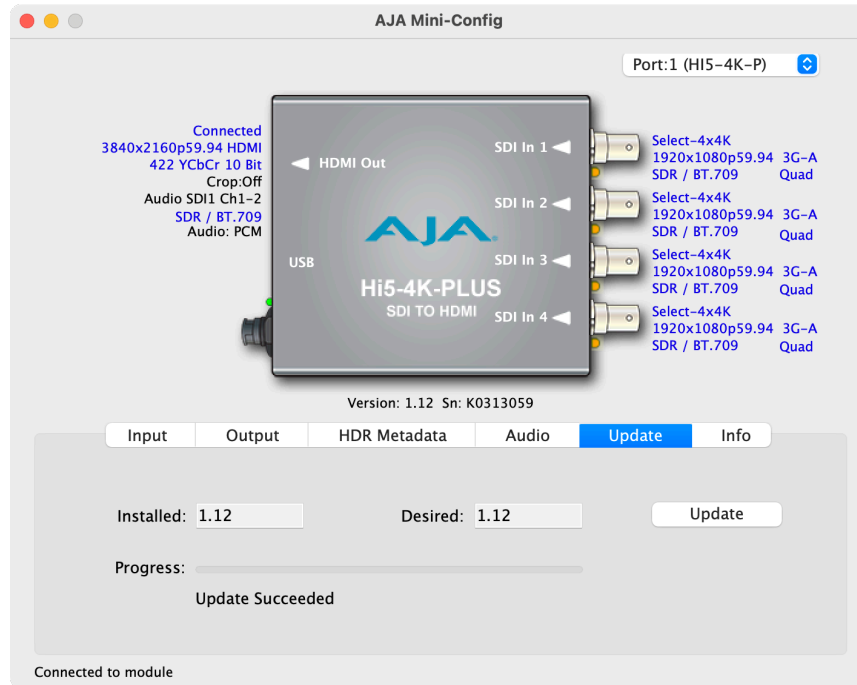 AJA Mini-Config
Port:1 (HI5-4K-P)
Connected
3840x2160p59.94 HDMI
422 YCbCr 10 Bit
Crop:Off
Audio SDI1 Ch1-2
SDR / BT.709
Audio: PCM
HDMI Out
USB
AJA
Hi5-4K-PLUS
SDI TO HDMI
SDI In 1
SDI In 2
SDI In 3
SDI In 4
Select-4x4K
1920x1080p59.94 3G-A
SDR / BT.709 Quad
Select-4x4K
1920x1080p59.94 3G-A
SDR / BT.709 Quad
Select-4x4K
1920x1080p59.94 3G-A
SDR / BT.709 Quad
Select-4x4K
1920x1080p59.94 3G-A
SDR / BT.709 Quad
Version: 1.12 Sn: K0313059
Input Output HDR Metadata Audio Update Info
Installed: 1.12 Desired: 1.12 Update
Progress:
Update Succeeded
Connected to module